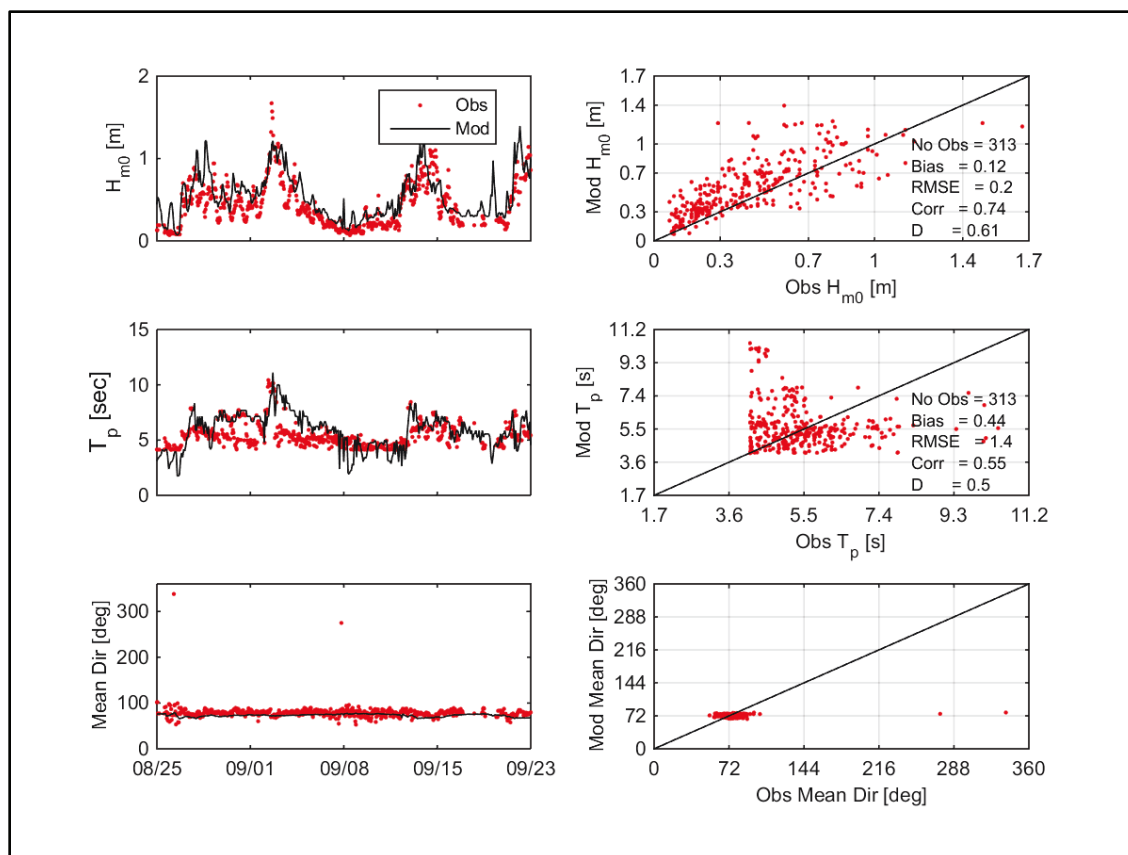 2
1
0
H_m0 [m]
Obs
Mod
1.7
1.4
1
0.7
0.3
0
Mod H_m0 [m]
No Obs = 313
Bias = 0.12
RMSE = 0.2
Corr = 0.74
D = 0.61
0 0.3 0.7 1 1.4 1.7
Obs H_m0 [m]
15
10
5
0
T_p [sec]
11.2
9.3
7.4
5.5
3.6
1.7
Mod T_p [s]
No Obs = 313
Bias = 0.44
RMSE = 1.4
Corr = 0.55
D = 0.5
1.7 3.6 5.5 7.4 9.3 11.2
Obs T_p [s]
300
200
100
0
Mean Dir [deg]
08/25 09/01 09/08 09/15 09/23
360
288
216
144
72
0
Mod Mean Dir [deg]
0 72 144 216 288 360
Obs Mean Dir [deg]